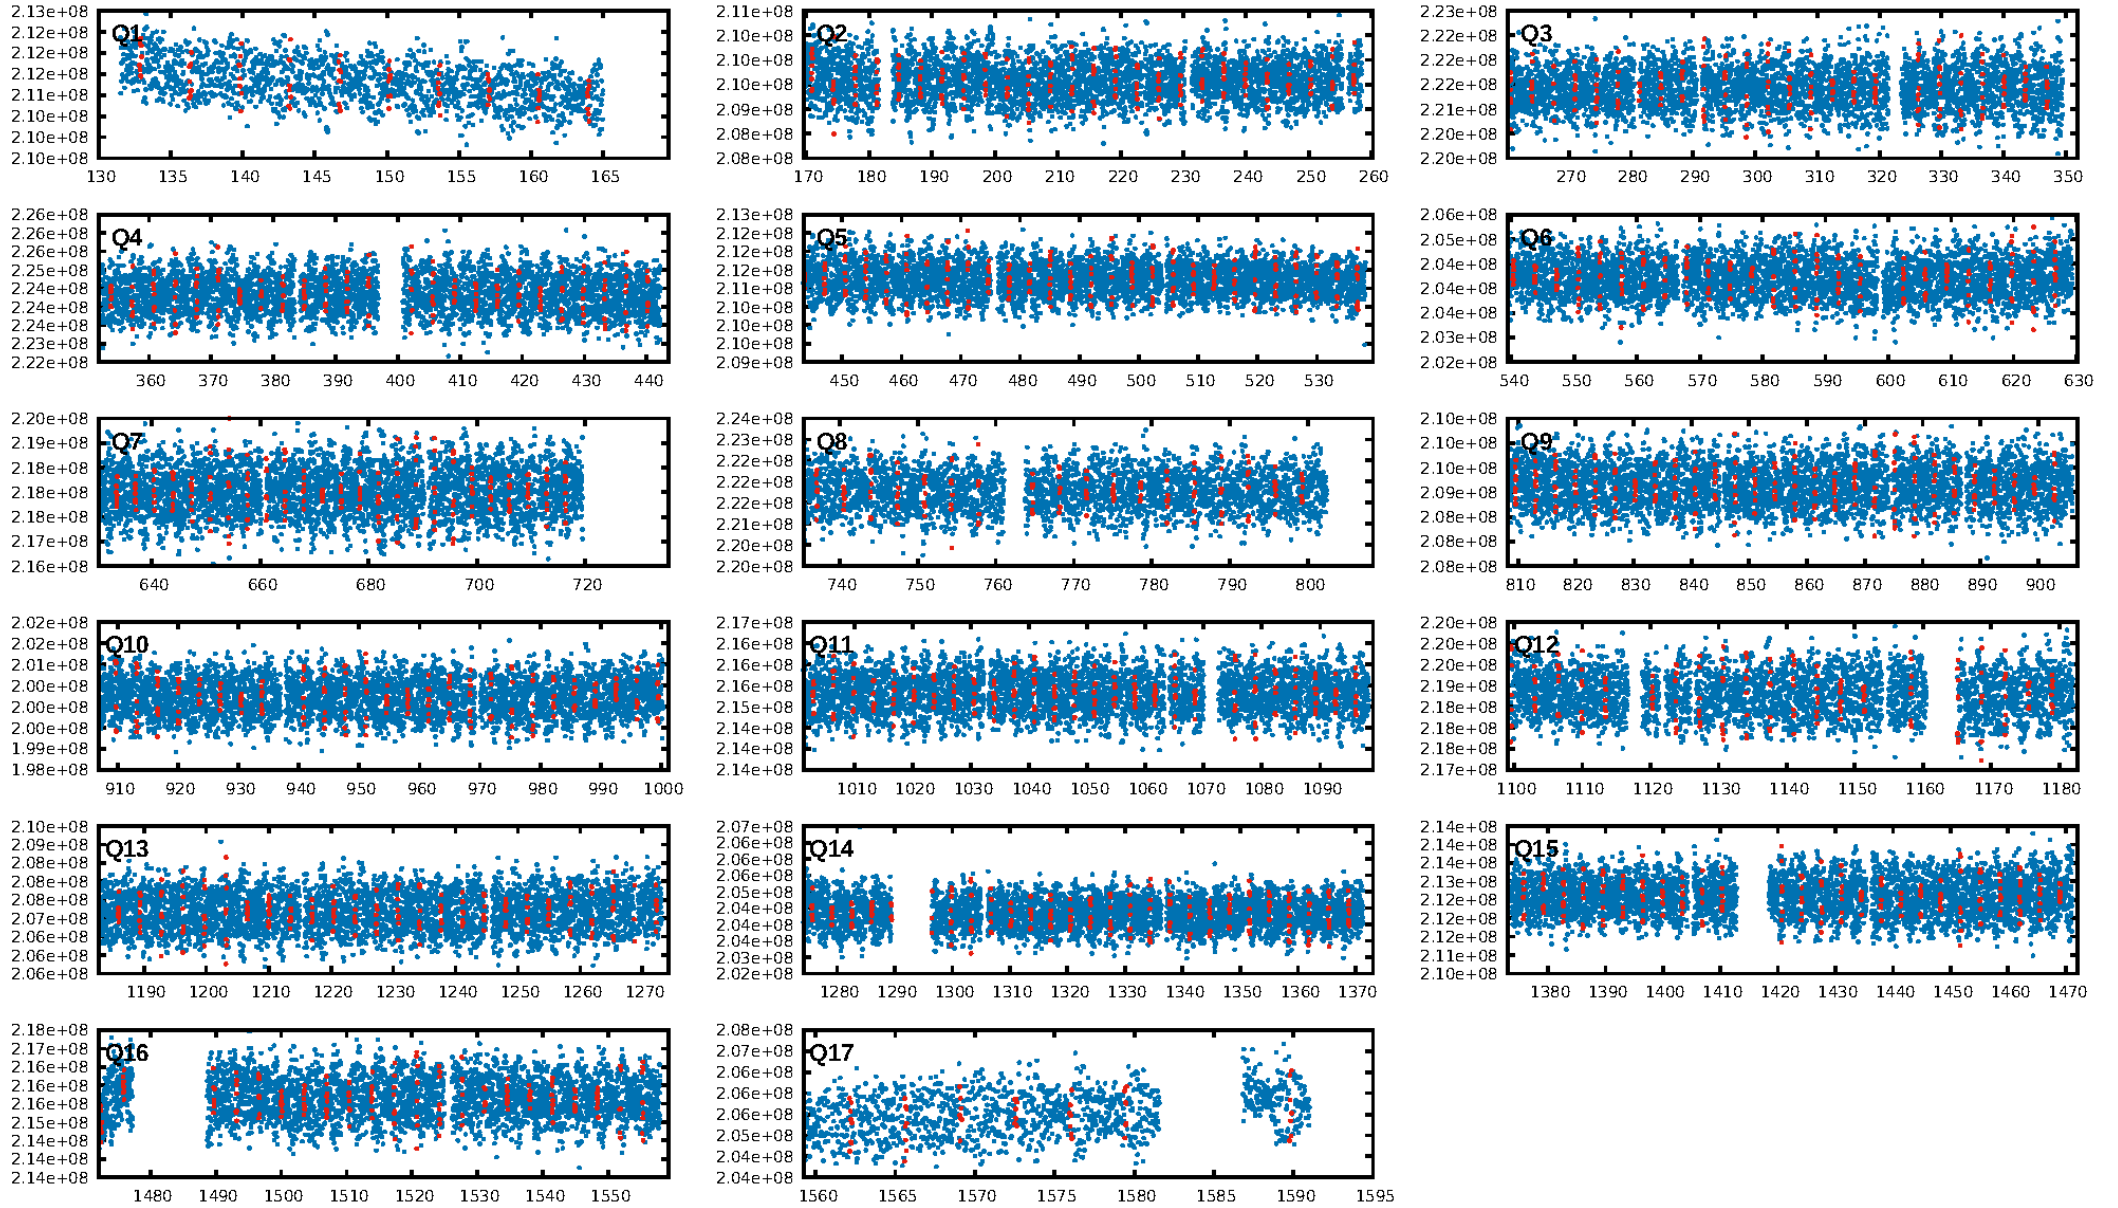 2.13e+08 2.12e+08 2.12e+08 2.12e+08 2.11e+08 2.10e+08 2.10e+08 2.10e+08
Q1
130 135 140 145 150 155 160 165
2.11e+08 2.10e+08 2.10e+08 2.10e+08 2.09e+08 2.08e+08 2.08e+08
Q2
170 180 190 200 210 220 230 240 250 260
2.23e+08 2.22e+08 2.22e+08 2.21e+08 2.21e+08 2.20e+08 2.20e+08
Q3
270 280 290 300 310 320 330 340 350
2.26e+08 2.26e+08 2.25e+08 2.24e+08 2.24e+08 2.24e+08 2.23e+08 2.22e+08
Q4
360 370 380 390 400 410 420 430 440
2.13e+08 2.12e+08 2.12e+08 2.11e+08 2.10e+08 2.10e+08 2.10e+08 2.09e+08
Q5
450 460 470 480 490 500 510 520 530
2.06e+08 2.05e+08 2.04e+08 2.04e+08 2.04e+08 2.03e+08 2.02e+08
Q6
540 550 560 570 580 590 600 610 620 630
2.20e+08 2.19e+08 2.18e+08 2.18e+08 2.18e+08 2.17e+08 2.16e+08
Q7
640 660 680 700 720
2.24e+08 2.23e+08 2.22e+08 2.22e+08 2.22e+08 2.21e+08 2.20e+08 2.20e+08
Q8
740 750 760 770 780 790 800
2.10e+08 2.10e+08 2.10e+08 2.09e+08 2.08e+08 2.08e+08 2.08e+08
Q9
810 820 830 840 850 860 870 880 890 900
2.02e+08 2.02e+08 2.01e+08 2.00e+08 2.00e+08 2.00e+08 1.99e+08 1.98e+08
Q10
910 920 930 940 950 960 970 980 990 1000
2.17e+08 2.16e+08 2.16e+08 2.16e+08 2.15e+08 2.14e+08 2.14e+08 2.14e+08
Q11
1010 1020 1030 1040 1050 1060 1070 1080 1090
2.20e+08 2.20e+08 2.20e+08 2.19e+08 2.18e+08 2.18e+08 2.18e+08 2.17e+08
Q12
1100 1110 1120 1130 1140 1150 1160 1170 1180
2.10e+08 2.09e+08 2.08e+08 2.08e+08 2.08e+08 2.07e+08 2.06e+08 2.06e+08 2.06e+08
Q13
1190 1200 1210 1220 1230 1240 1250 1260 1270
2.07e+08 2.06e+08 2.06e+08 2.06e+08 2.05e+08 2.04e+08 2.04e+08 2.04e+08 2.03e+08 2.02e+08
Q14
1280 1290 1300 1310 1320 1330 1340 1350 1360 1370
2.14e+08 2.14e+08 2.14e+08 2.13e+08 2.12e+08 2.12e+08 2.12e+08 2.11e+08 2.10e+08
Q15
1380 1390 1400 1410 1420 1430 1440 1450 1460 1470
2.18e+08 2.17e+08 2.16e+08 2.16e+08 2.16e+08 2.15e+08 2.14e+08 2.14e+08 2.14e+08
Q16
1480 1490 1500 1510 1520 1530 1540 1550
2.08e+08 2.07e+08 2.06e+08 2.06e+08 2.06e+08 2.05e+08 2.04e+08 2.04e+08
Q17
1560 1565 1570 1575 1580 1585 1590 1595